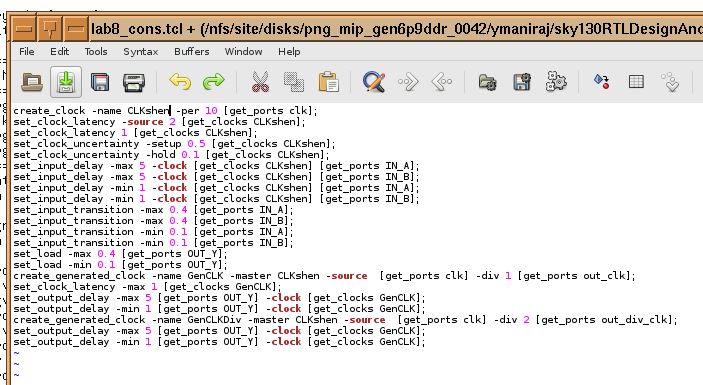 lab8_cons.tcl + (/nfs/site/disks/png_mip_gen6p9ddr_0042/ymaniraj/sky130RTLDesignAnd
File Edit Tools Syntax Buffers Window Help
create_clock -name CLKshen -per 10 [get_ports clk];
set_clock_latency -source 2 [get_clocks CLKshen];
set_clock_latency 1 [get_clocks CLKshen];
set_clock_uncertainty -setup 0.5 [get_clocks CLKshen];
set_clock_uncertainty -hold 0.1 [get_clocks CLKshen];
set_input_delay -max 5 -clock [get_clocks CLKshen] [get_ports IN_A];
set_input_delay -max 5 -clock [get_clocks CLKshen] [get_ports IN_B];
set_input_delay -min 1 -clock [get_clocks CLKshen] [get_ports IN_A];
set_input_delay -min 1 -clock [get_clocks CLKshen] [get_ports IN_B];
set_input_transition -max 0.4 [get_ports IN_A];
set_input_transition -max 0.4 [get_ports IN_B];
set_input_transition -min 0.1 [get_ports IN_A];
set_input_transition -min 0.1 [get_ports IN_B];
set_load -max 0.4 [get_ports OUT_Y];
set_load -min 0.1 [get_ports OUT_Y];
create_generated_clock -name GenCLK -master CLKshen -source  [get_ports clk] -div 1 [get_ports out_clk];
set_clock_latency -max 1 [get_clocks GenCLK];
set_output_delay -max 5 [get_ports OUT_Y] -clock [get_clocks GenCLK];
set_output_delay -min 1 [get_ports OUT_Y] -clock [get_clocks GenCLK];
create_generated_clock -name GenCLKDiv -master CLKshen -source  [get_ports clk] -div 2 [get_ports out_div_clk];
set_output_delay -max 5 [get_ports OUT_Y] -clock [get_clocks GenCLK];
set_output_delay -min 1 [get_ports OUT_Y] -clock [get_clocks GenCLK];
~
~
~